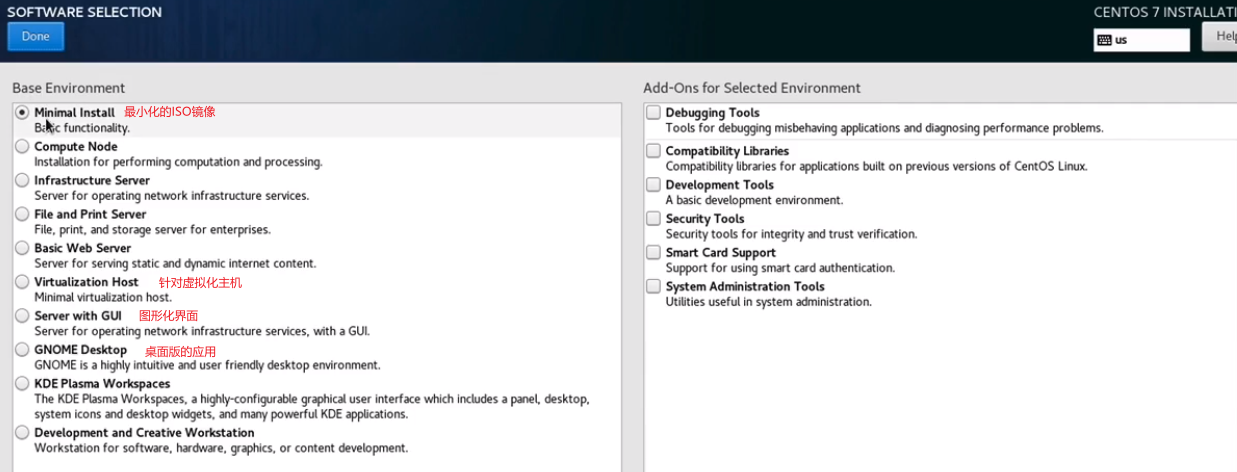 SOFTWARE SELECTION
CENTOS 7 INSTALLATI
Done
us
Help
Base Environment
Add-Ons for Selected Environment
Minimal Install 最小化的ISO镜像
Basic functionality.
Compute Node
Installation for performing computation and processing.
Infrastructure Server
Server for operating network infrastructure services.
File and Print Server
File, print, and storage server for enterprises.
Basic Web Server
Server for serving static and dynamic internet content.
Virtualization Host 针对虚拟化主机
Minimal virtualization host.
Server with GUI 图形化界面
Server for operating network infrastructure services, with a GUI.
GNOME Desktop 桌面版的应用
GNOME is a highly intuitive and user friendly desktop environment.
KDE Plasma Workspaces
The KDE Plasma Workspaces, a highly-configurable graphical user interface which includes a panel, desktop,
system icons and desktop widgets, and many powerful KDE applications.
Development and Creative Workstation
Workstation for software, hardware, graphics, or content development.
Debugging Tools
Tools for debugging misbehaving applications and diagnosing performance problems.
Compatibility Libraries
Compatibility libraries for applications built on previous versions of CentOS Linux.
Development Tools
A basic development environment.
Security Tools
Security tools for integrity and trust verification.
Smart Card Support
Support for using smart card authentication.
System Administration Tools
Utilities useful in system administration.